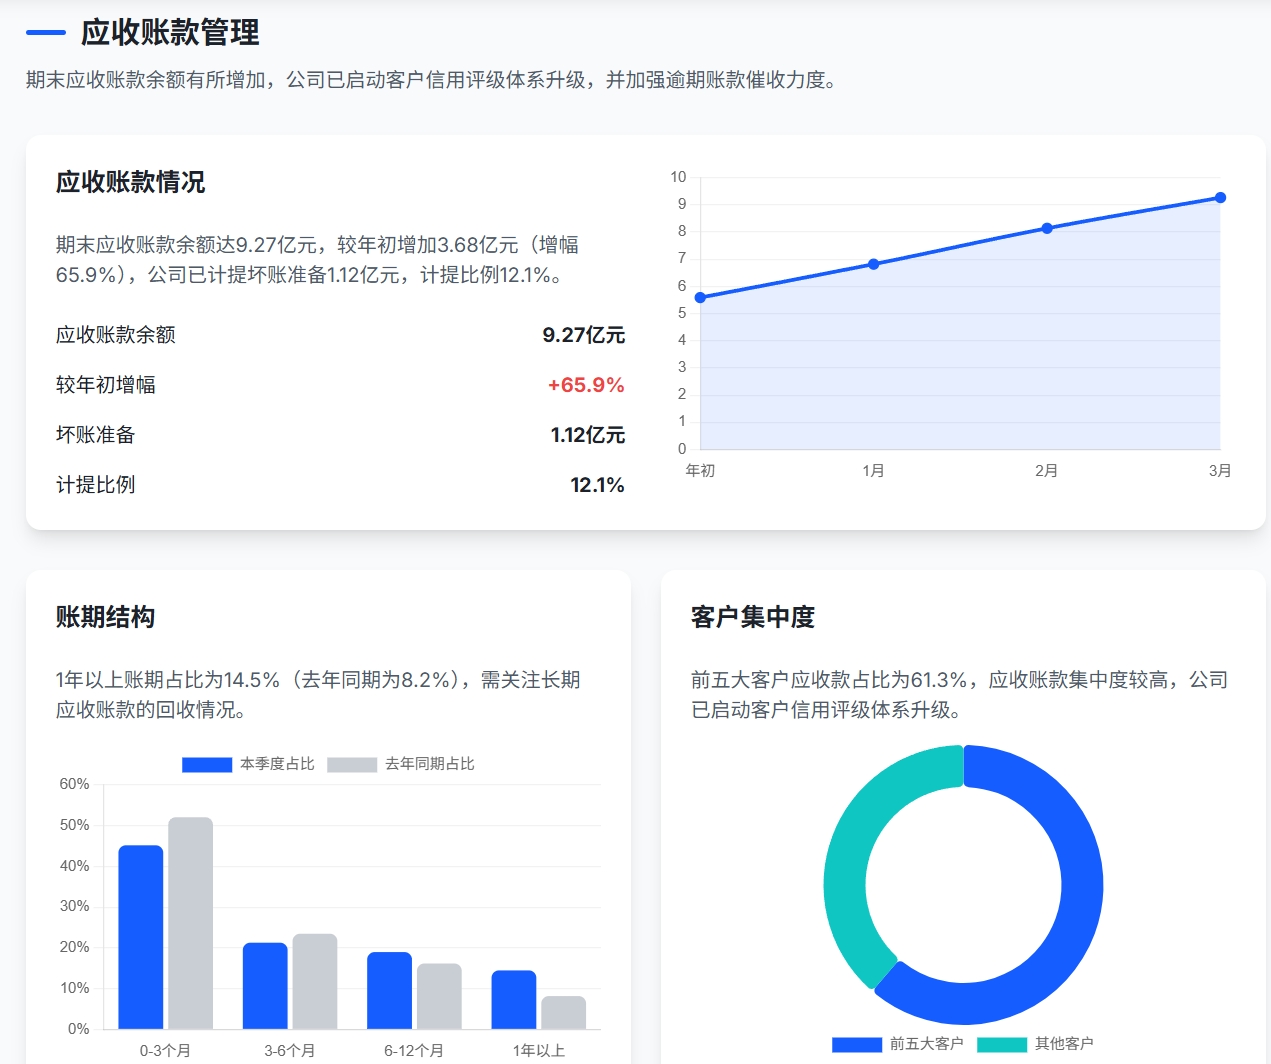 应收账款管理
期末应收账款余额有所增加，公司已启动客户信用评级体系升级，并加强逾期账款催收力度。
应收账款情况
期末应收账款余额达9.27亿元，较年初增加3.68亿元（增幅
65.9%），公司已计提坏账准备1.12亿元，计提比例12.1%。
应收账款余额 9.27亿元
较年初增幅 +65.9%
坏账准备 1.12亿元
计提比例 12.1%
10
9
8
7
6
5
4
3
2
1
0
年初 1月 2月 3月
账期结构
1年以上账期占比为14.5%（去年同期为8.2%），需关注长期
应收账款的回收情况。
本季度占比 去年同期占比
60%
50%
40%
30%
20%
10%
0%
0-3个月 3-6个月 6-12个月 1年以上
客户集中度
前五大客户应收款占比为61.3%，应收账款集中度较高，公司
已启动客户信用评级体系升级。
前五大客户 其他客户